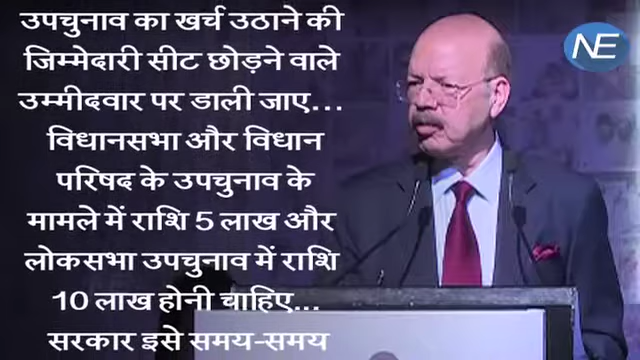 उपचुनाव का खर्च उठाने की
जिम्मेदारी सीट छोड़ने वाले
उम्मीदवार पर डाली जाए...
विधानसभा और विधान
परिषद के उपचुनाव के
मामले में राशि 5 लाख और
लोकसभा उपचुनाव में राशि
10 लाख होनी चाहिए...
सरकार इसे समय-समय
NE